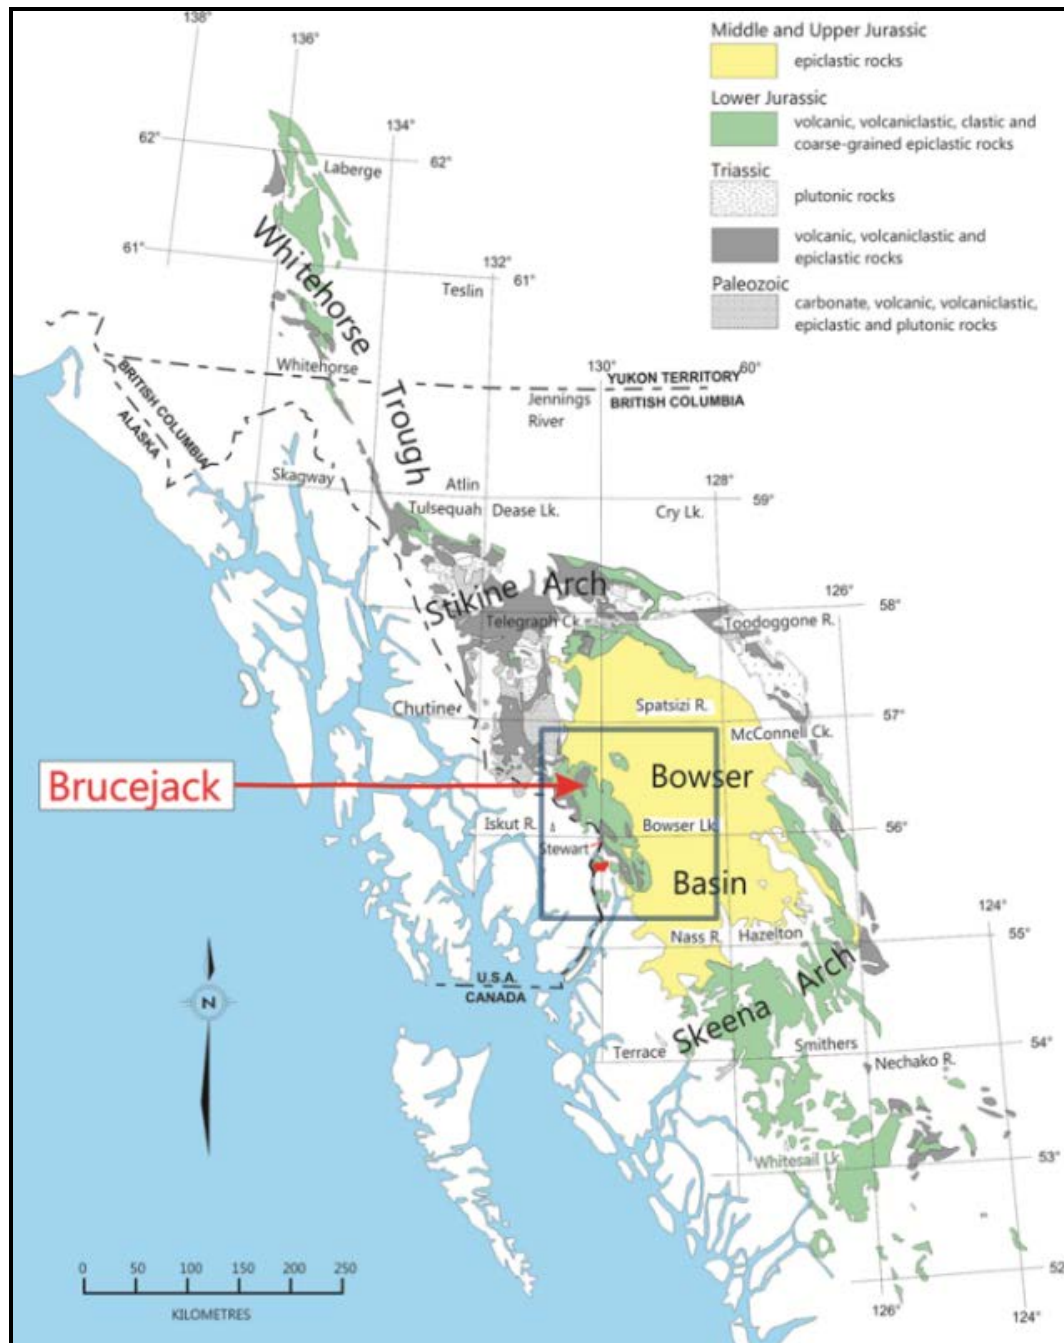 138°
136°
134°
62°
62°
Laberge
61°
132°
61°
Teslin
Whitehorse
Trough
Whitehorse
130°
60°
YUKON TERRITORY
BRITISH COLUMBIA
Jennings
River
BRITISH COLUMBIA
ALASKA
Skagway
Atlin
128°
59°
Tulsequah
Dease Lk.
Cry Lk.
Stikine Arch
126°
58°
Telegraph Ck.
Toodoggone R.
Chutine
Spatsizi R.
57°
McConnell Ck.
Brucejack
Bowser
Basin
Iskut R.
Bowser Lk.
56°
Stewart
124°
Nass R.
Hazelton
55°
U.S.A.
CANADA
N
Skeena Arch
Terrace
Smithers
54°
Nechako R.
Whitesail Lk.
53°
52
126°
124°
0 50 100 150 200 250
KILOMETRES
Middle and Upper Jurassic
epiclastic rocks
Lower Jurassic
volcanic, volcaniclastic, clastic and
coarse-grained epiclastic rocks
Triassic
plutonic rocks
volcanic, volcaniclastic and
epiclastic rocks
Paleozoic
carbonate, volcanic, volcaniclastic,
epiclastic and plutonic rocks